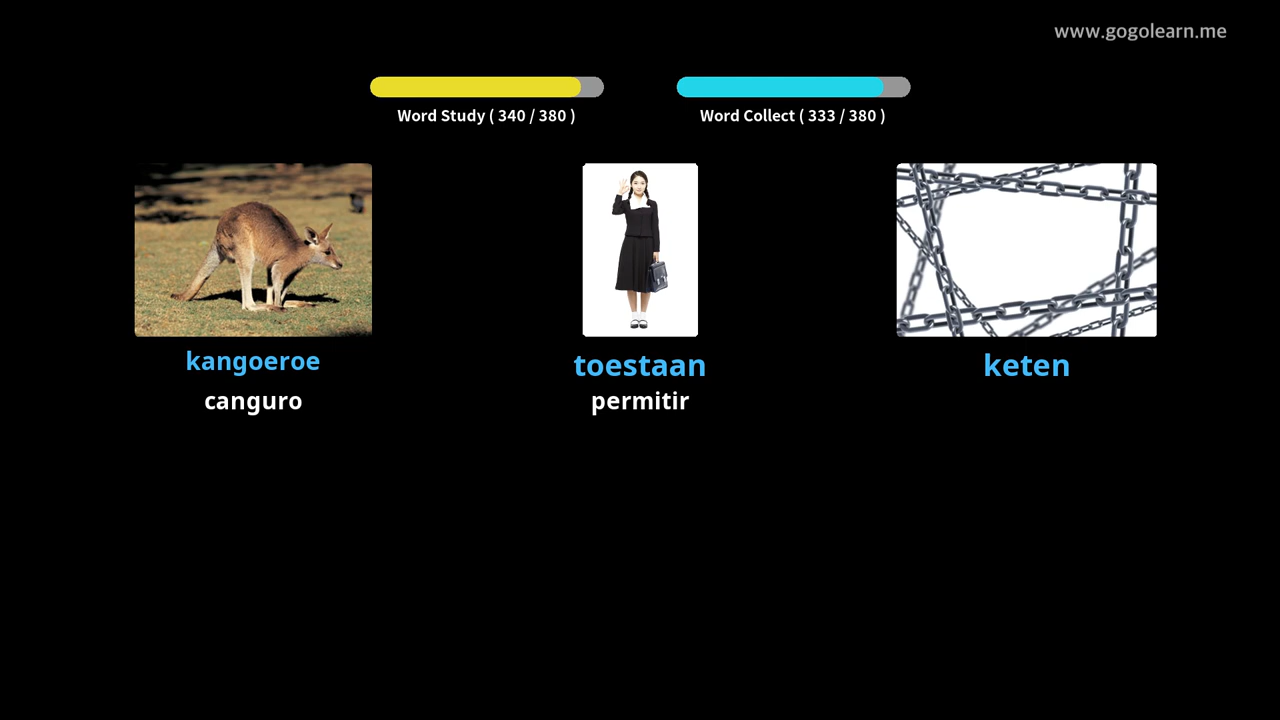 www.gogolearn.me
Word Study ( 340 / 380 )
Word Collect ( 333 / 380 )
kangoeroe
canguro
toestaan
permitir
keten